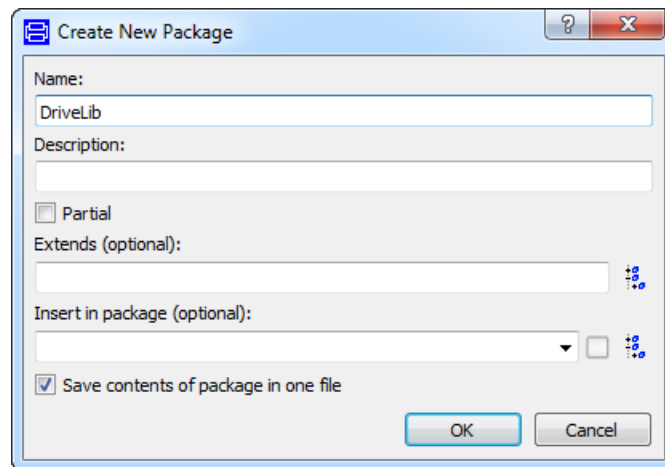 Create New Package
Name:
DriveLib
Description:
Partial
Extends (optional):
Insert in package (optional):
Save contents of package in one file
OK Cancel